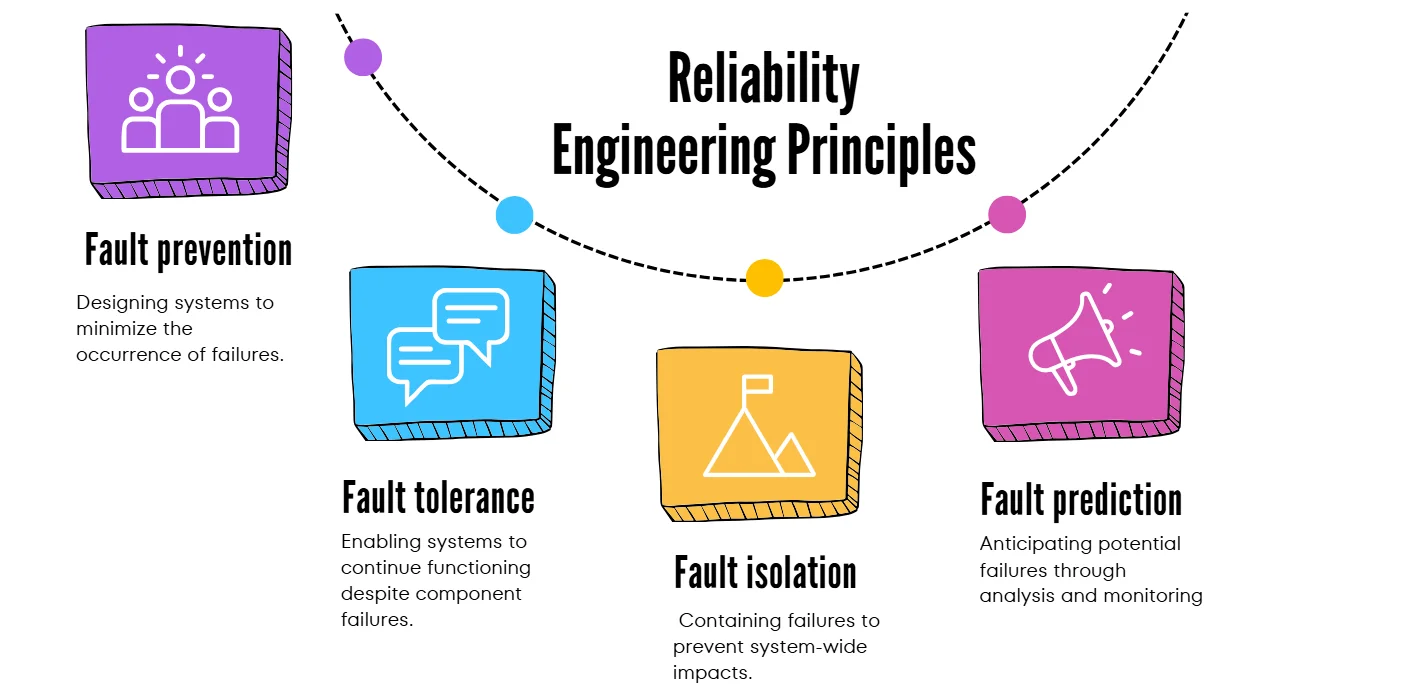 Reliability
Engineering Principles
Fault prevention
Designing systems to
minimize the
occurrence of failures.
Fault tolerance
Enabling systems to
continue functioning
despite component
failures.
Fault isolation
Containing failures to
prevent system-wide
impacts.
Fault prediction
Anticipating potential
failures through
analysis and monitoring